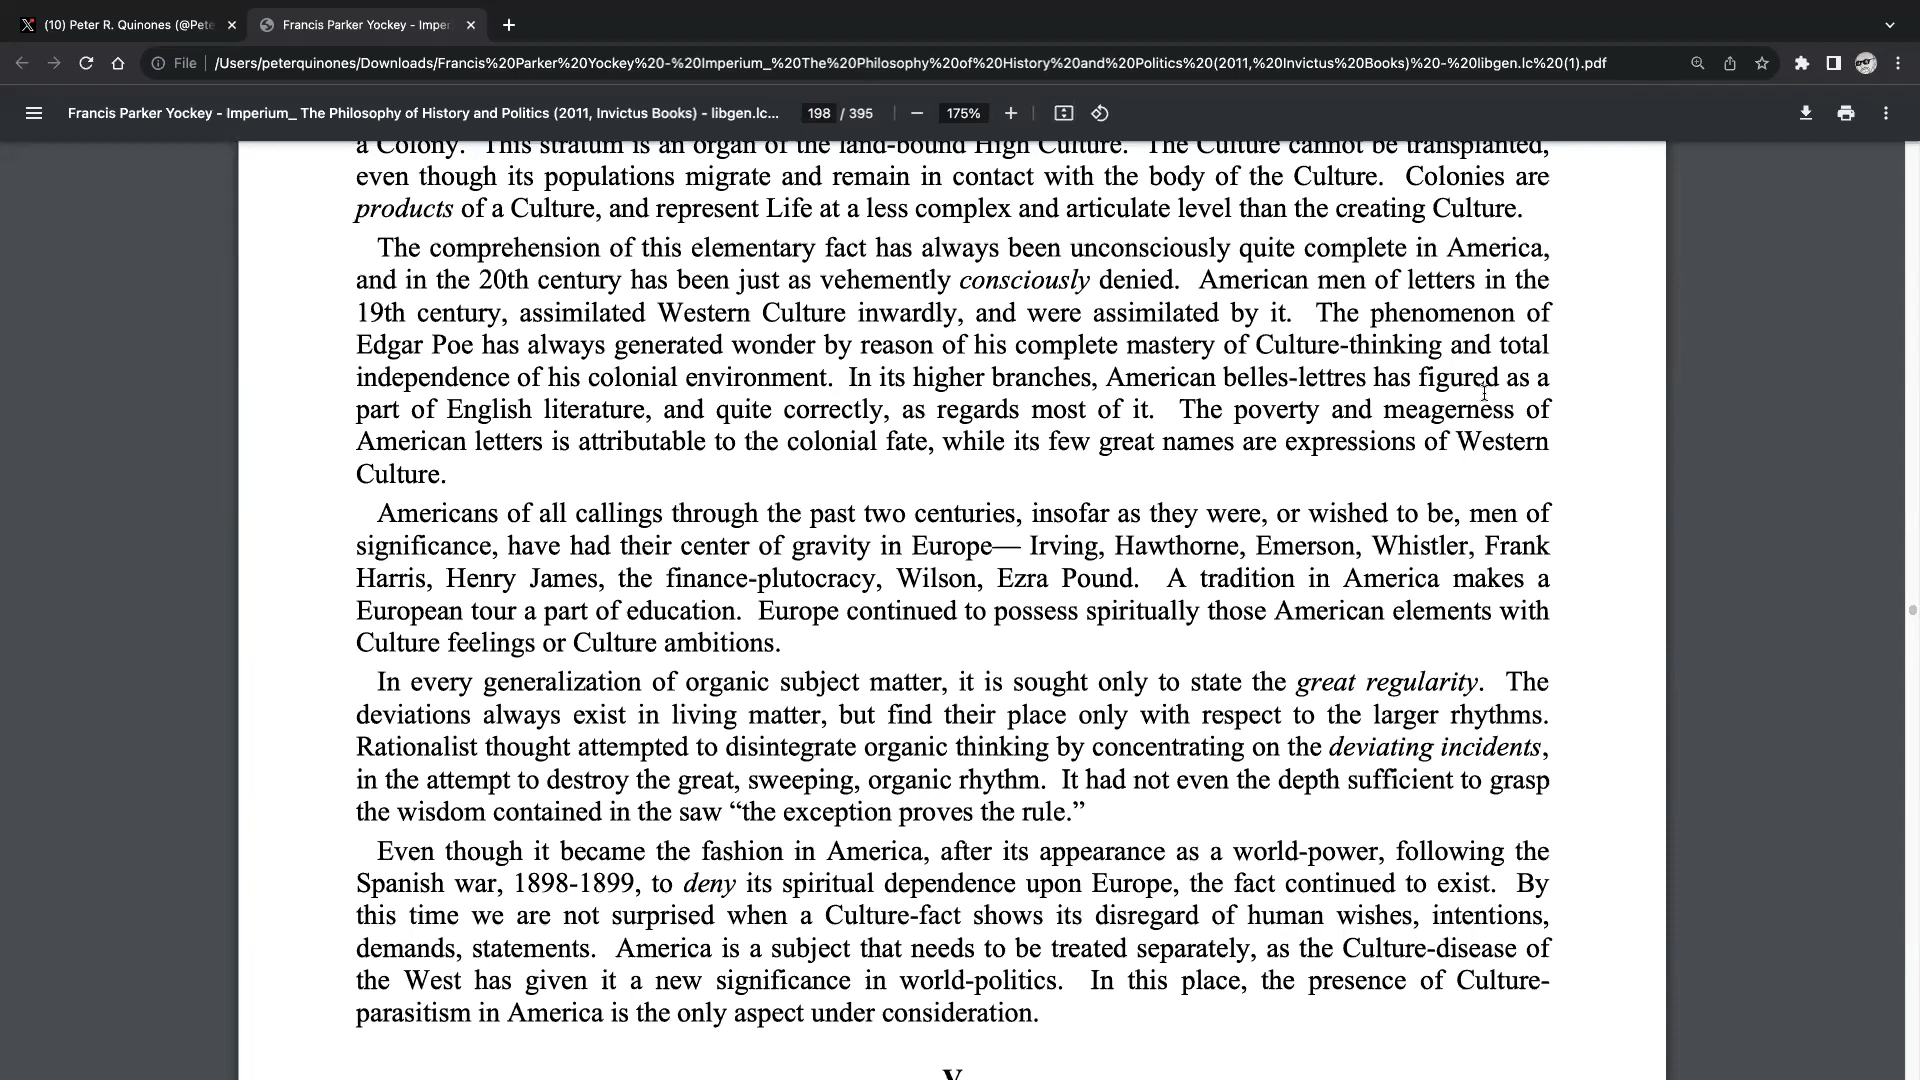 (10) Peter R. Quinones (@Pete
Francis Parker Yockey - Imper
File
/Users/peterquinones/Downloads/Francis%20Parker%20Yockey%20-%20Imperium_%20The%20Philosophy%20of%20History%20and%20Politics%20(2011,%20Invictus%20Books)%20-%20libgen.lc%20(1).pdf
Francis Parker Yockey - Imperium_ The Philosophy of History and Politics (2011, Invictus Books) - libgen.lc...
198 / 395
175%
a Colony. This stratum is an organ of the land-bound High Culture. The Culture cannot be transplanted,
even though its populations migrate and remain in contact with the body of the Culture. Colonies are
products of a Culture, and represent Life at a less complex and articulate level than the creating Culture.
The comprehension of this elementary fact has always been unconsciously quite complete in America,
and in the 20th century has been just as vehemently consciously denied. American men of letters in the
19th century, assimilated Western Culture inwardly, and were assimilated by it. The phenomenon of
Edgar Poe has always generated wonder by reason of his complete mastery of Culture-thinking and total
independence of his colonial environment. In its higher branches, American belles-lettres has figured as a
part of English literature, and quite correctly, as regards most of it. The poverty and meagerness of
American letters is attributable to the colonial fate, while its few great names are expressions of Western
Culture.
Americans of all callings through the past two centuries, insofar as they were, or wished to be, men of
significance, have had their center of gravity in Europe— Irving, Hawthorne, Emerson, Whistler, Frank
Harris, Henry James, the finance-plutocracy, Wilson, Ezra Pound. A tradition in America makes a
European tour a part of education. Europe continued to possess spiritually those American elements with
Culture feelings or Culture ambitions.
In every generalization of organic subject matter, it is sought only to state the great regularity. The
deviations always exist in living matter, but find their place only with respect to the larger rhythms.
Rationalist thought attempted to disintegrate organic thinking by concentrating on the deviating incidents,
in the attempt to destroy the great, sweeping, organic rhythm. It had not even the depth sufficient to grasp
the wisdom contained in the saw “the exception proves the rule.”
Even though it became the fashion in America, after its appearance as a world-power, following the
Spanish war, 1898-1899, to deny its spiritual dependence upon Europe, the fact continued to exist. By
this time we are not surprised when a Culture-fact shows its disregard of human wishes, intentions,
demands, statements. America is a subject that needs to be treated separately, as the Culture-disease of
the West has given it a new significance in world-politics. In this place, the presence of Culture-
parasitism in America is the only aspect under consideration.
V